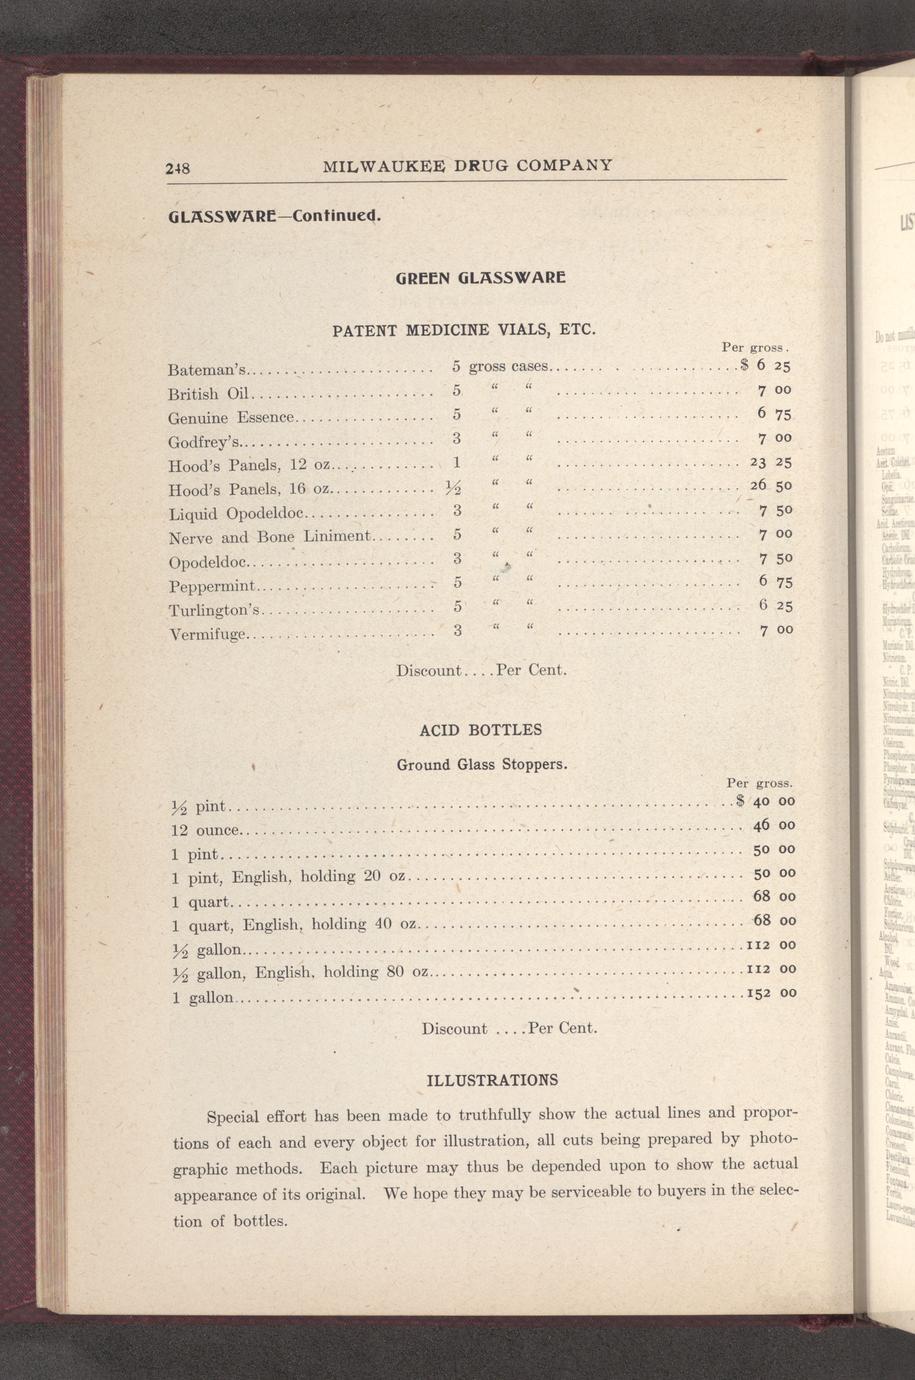 248 MILWAUKEE DRUG COMPANY
GLASSWARE—Continued.
GREEN GLASSWARE
PATENT MEDICINE VIALS, ETC.
Per gross.
Bateman's........................ 5 gross cases.........................$ 6 25
British Oil....................... 5 “ “ ........................ 7 00
Genuine Essence................. 5 “ “ ........................ 6 75
Godfrey's........................ 3 “ “ ........................ 7 00
Hood's Panels, 12 oz............. 1 “ “ ........................ 23 25
Hood's Panels, 16 oz............. ½ “ “ ........................ 26 50
Liquid Opodeldoc................ 3 “ “ ........................ 7 50
Nerve and Bone Liniment........ 5 “ “ ........................ 7 00
Opodeldoc........................ 3 “ “ ........................ 7 50
Peppermint...................... 5 “ “ ........................ 6 75
Turlington's...................... 5 “ “ ........................ 6 25
Vermifuge........................ 3 “ “ ........................ 7 00
Discount....Per Cent.
ACID BOTTLES
Ground Glass Stoppers.
Per gross.
½ pint..............................................................$ 40 00
12 ounce............................................................ 46 00
1 pint.............................................................. 50 00
1 pint, English, holding 20 oz........................................ 50 00
1 quart............................................................. 68 00
1 quart, English, holding 40 oz....................................... 68 00
½ gallon............................................................112 00
½ gallon, English, holding 80 oz......................................112 00
1 gallon............................................................152 00
Discount ....Per Cent.
ILLUSTRATIONS
Special effort has been made to truthfully show the actual lines and propor-
tions of each and every object for illustration, all cuts being prepared by photo-
graphic methods. Each picture may thus be depended upon to show the actual
appearance of its original. We hope they may be serviceable to buyers in the selec-
tion of bottles.